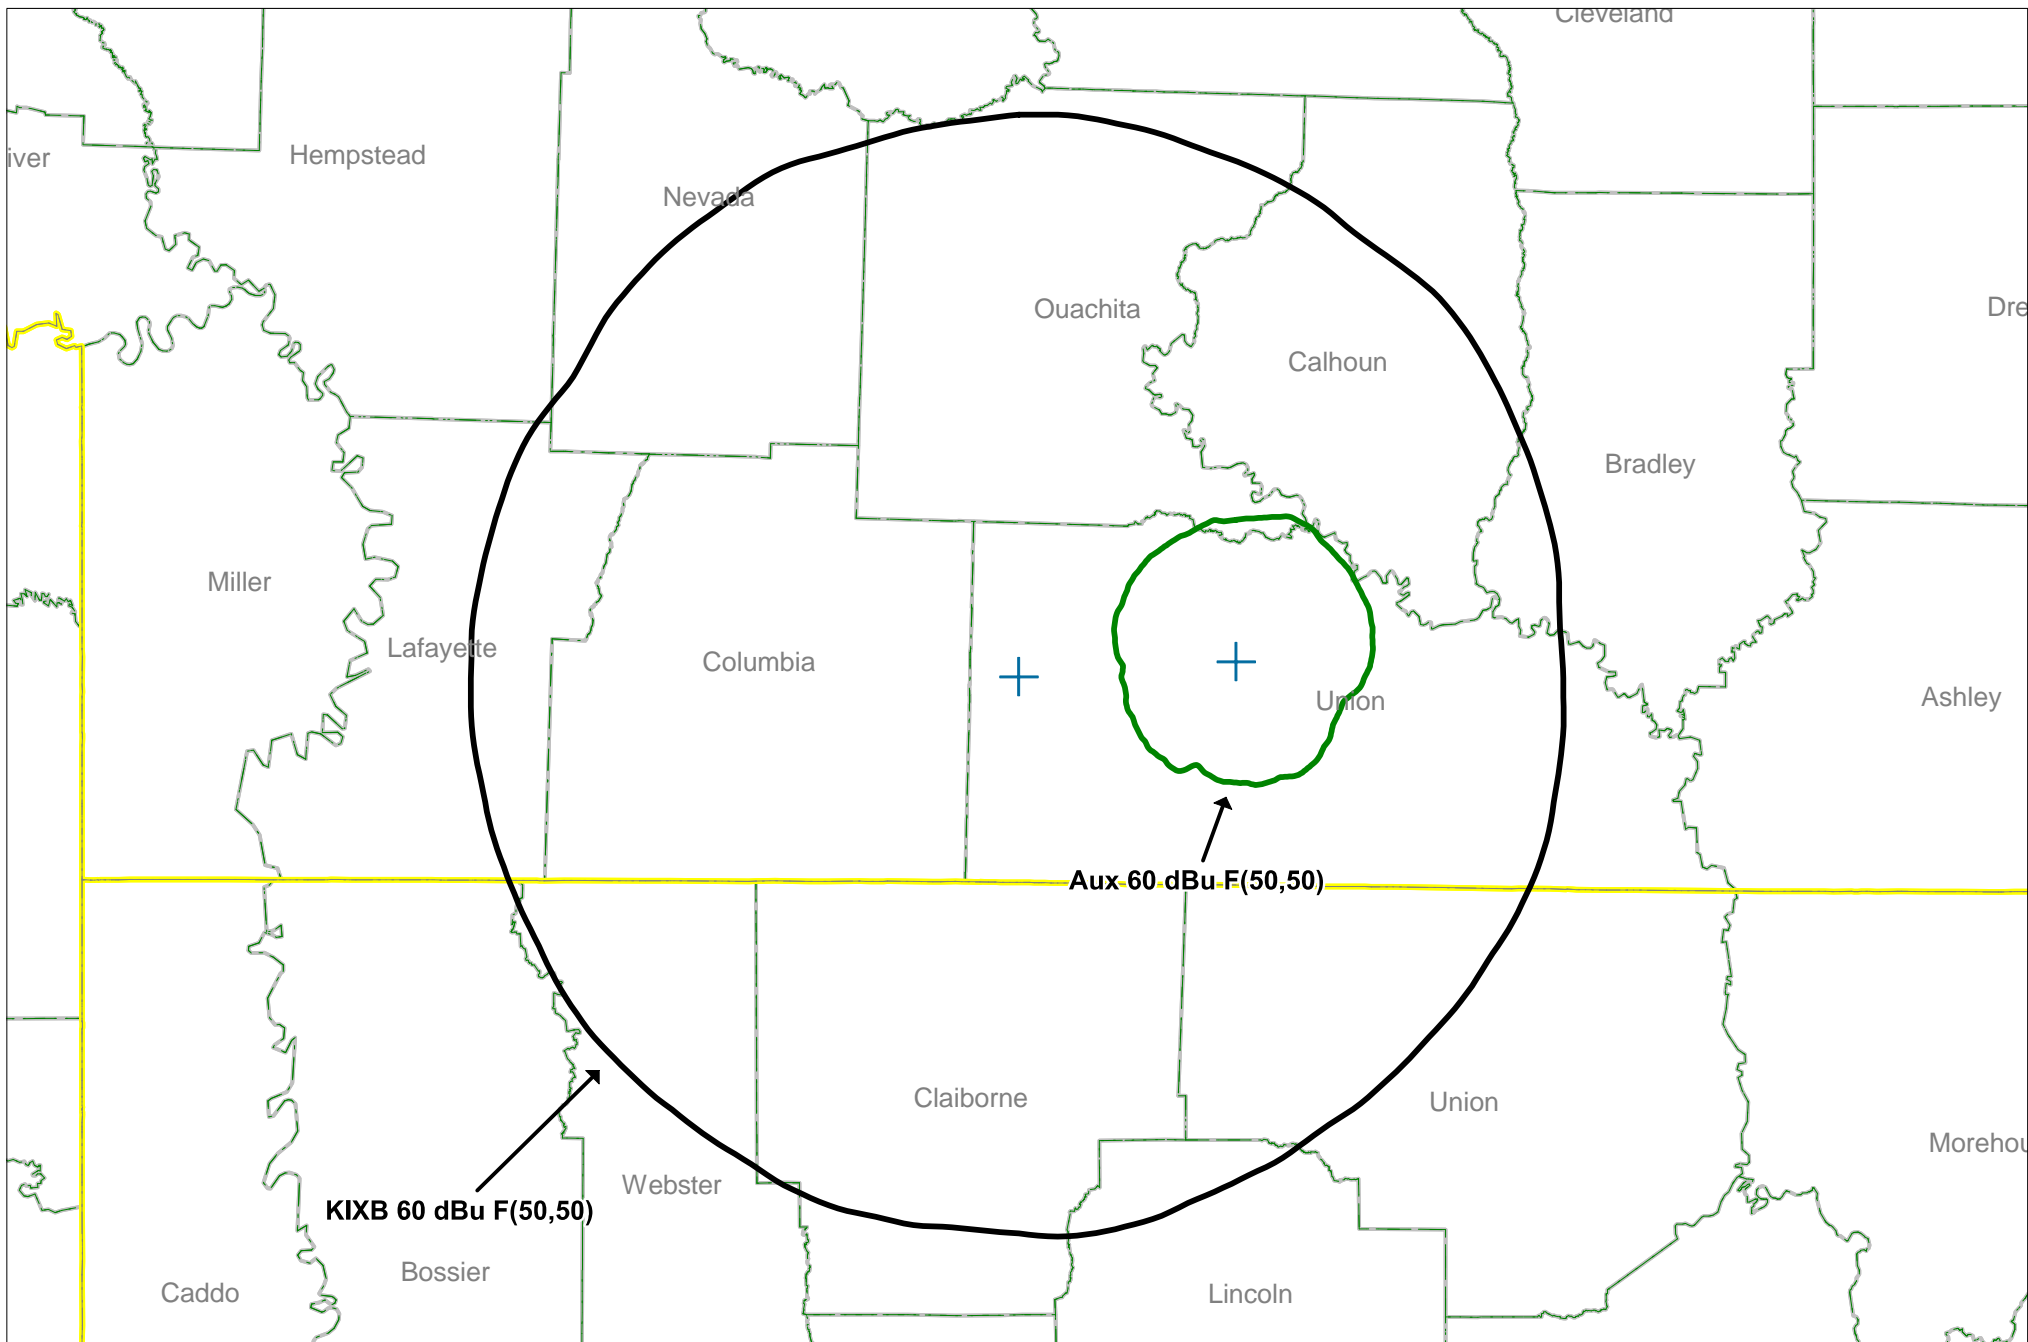 Cleveland
iver
Hempstead
Nevada
Ouachita
Dre
Calhoun
Bradley
Miller
Lafayette
Columbia
Union
Ashley
Aux 60 dBu F(50,50)
Claiborne
Union
Morehou
Webster
KIXB 60 dBu F(50,50)
Bossier
Caddo
Lincoln